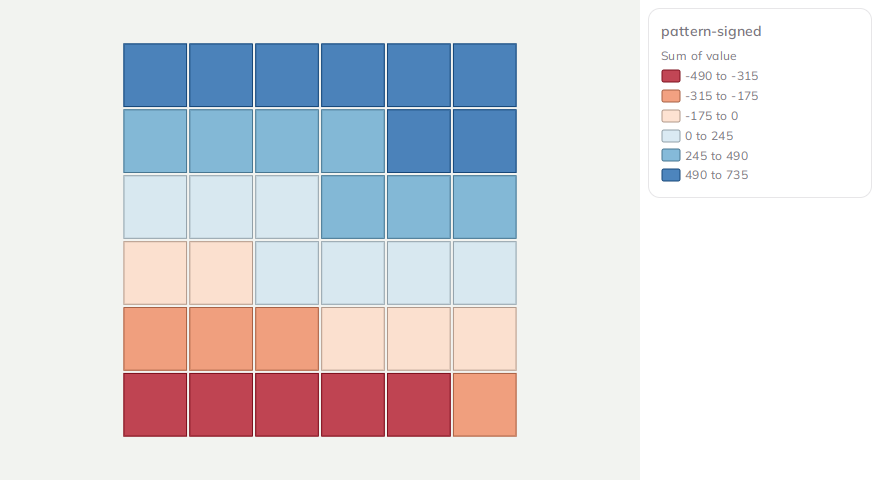 pattern-signed
Sum of value
-490 to -315
-315 to -175
-175 to 0
0 to 245
245 to 490
490 to 735